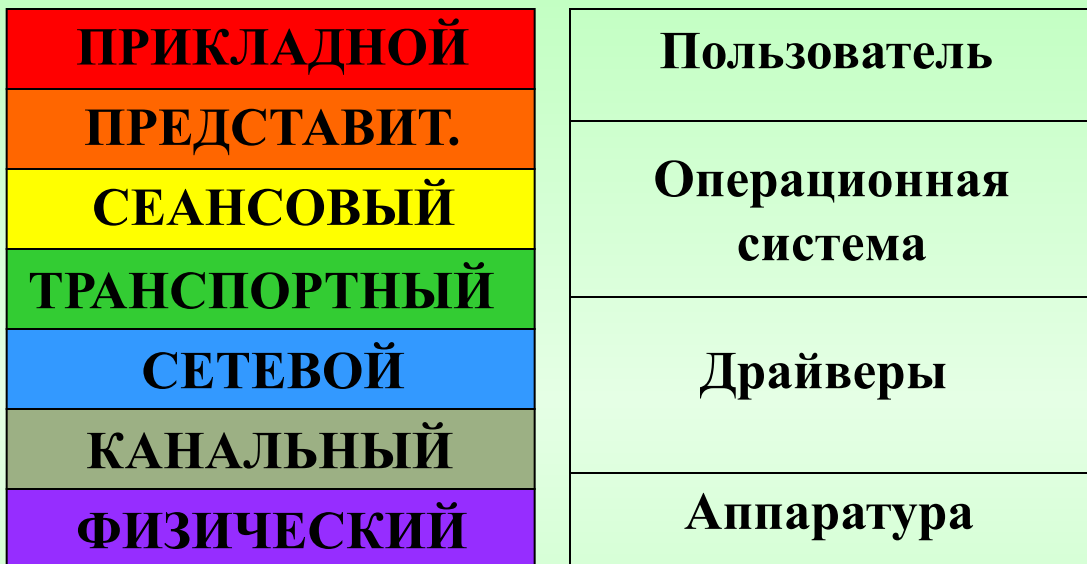 ПРИКЛАДНОЙ
ПРЕДСТАВИТ.
СЕАНСОВЫЙ
ТРАНСПОРТНЫЙ
СЕТЕВОЙ
КАНАЛЬНЫЙ
ФИЗИЧЕСКИЙ
Пользователь
Операционная
система
Драйверы
Аппаратура